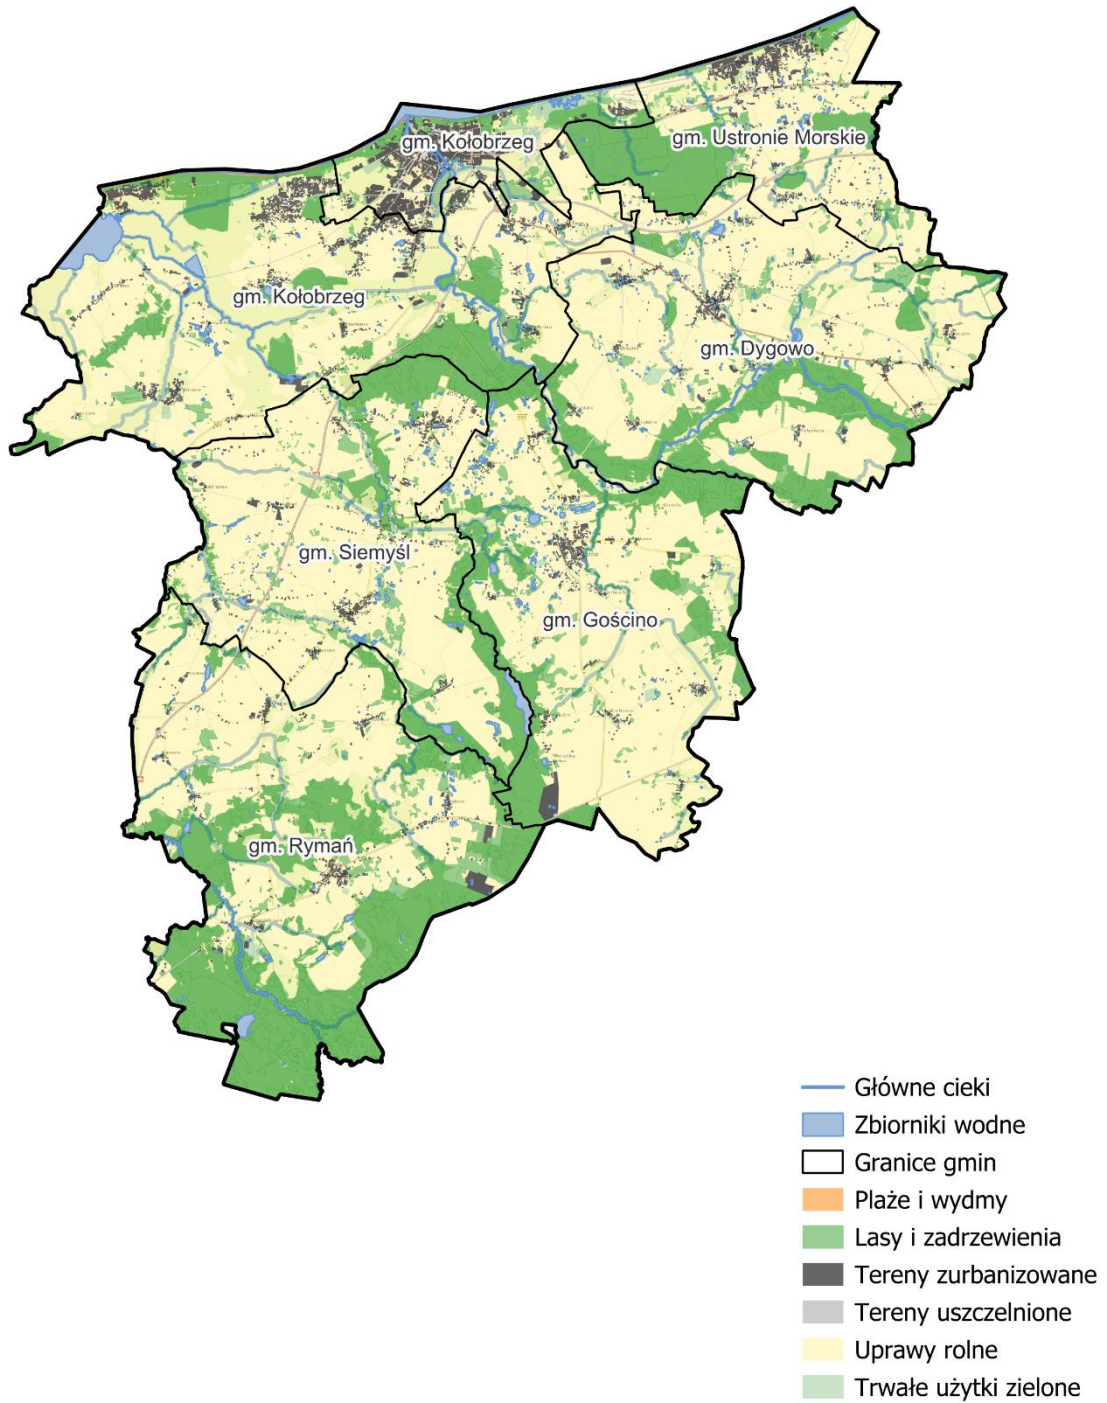 gm. Kołobrzeg
gm. Ustronie Morskie
gm. Kołobrzeg
gm. Dygowo
gm. Siemyśl
gm. Gościno
gm. Rymań
Główne cieki
Zbiorniki wodne
Granice gmin
Plaże i wydmy
Lasy i zadrzewienia
Tereny zurbanizowane
Tereny uszczelnione
Uprawy rolne
Trwałe użytki zielone